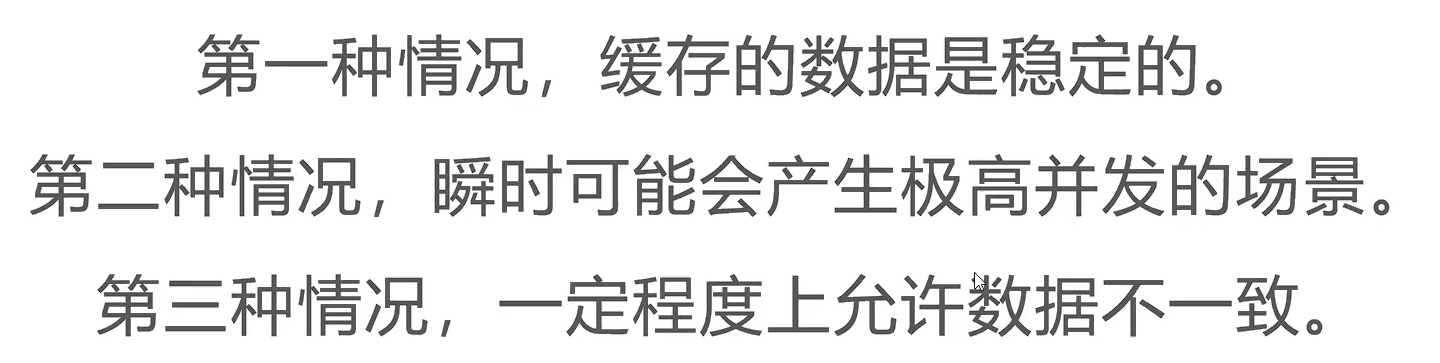 第一种情况，缓存的数据是稳定的。
第二种情况，瞬时可能会产生极高并发的场景。
第三种情况，一定程度上允许数据不一致。